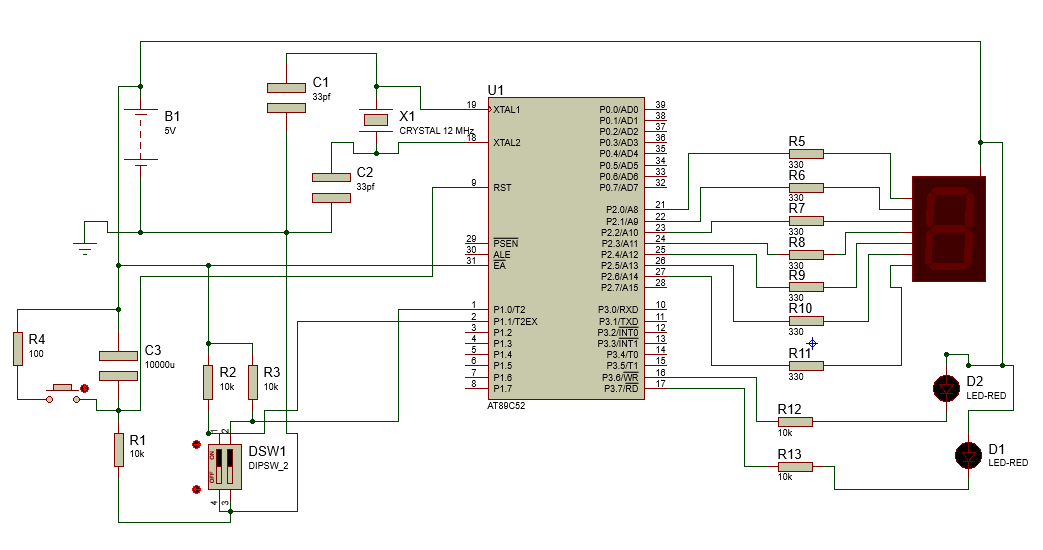 B1
5V
C1
33pf
X1
CRYSTAL 12 MHz
C2
33pf
U1
19 XTAL1
18 XTAL2
9 RST
29 PSEN
30 ALE
31 EA
1 P1.0/T2
2 P1.1/T2EX
3 P1.2
4 P1.3
5 P1.4
6 P1.5
7 P1.6
8 P1.7
P0.0/AD0 39
P0.1/AD1 38
P0.2/AD2 37
P0.3/AD3 36
P0.4/AD4 35
P0.5/AD5 34
P0.6/AD6 33
P0.7/AD7 32
P2.0/A8 21
P2.1/A9 22
P2.2/A10 23
P2.3/A11 24
P2.4/A12 25
P2.5/A13 26
P2.6/A14 27
P2.7/A15 28
P3.0/RXD 10
P3.1/TXD 11
P3.2/INT0 12
P3.3/INT1 13
P3.4/T0 14
P3.5/T1 15
P3.6/WR 16
P3.7/RD 17
AT89C52
R5
330
R6
330
R7
330
R8
330
R9
330
R10
330
R11
330
R12
10k
R13
10k
D2
LED-RED
D1
LED-RED
R4
100
C3
10000u
R2
10k
R3
10k
R1
10k
DSW1
DIPSW_2
1 2
ON
OFF
4 3